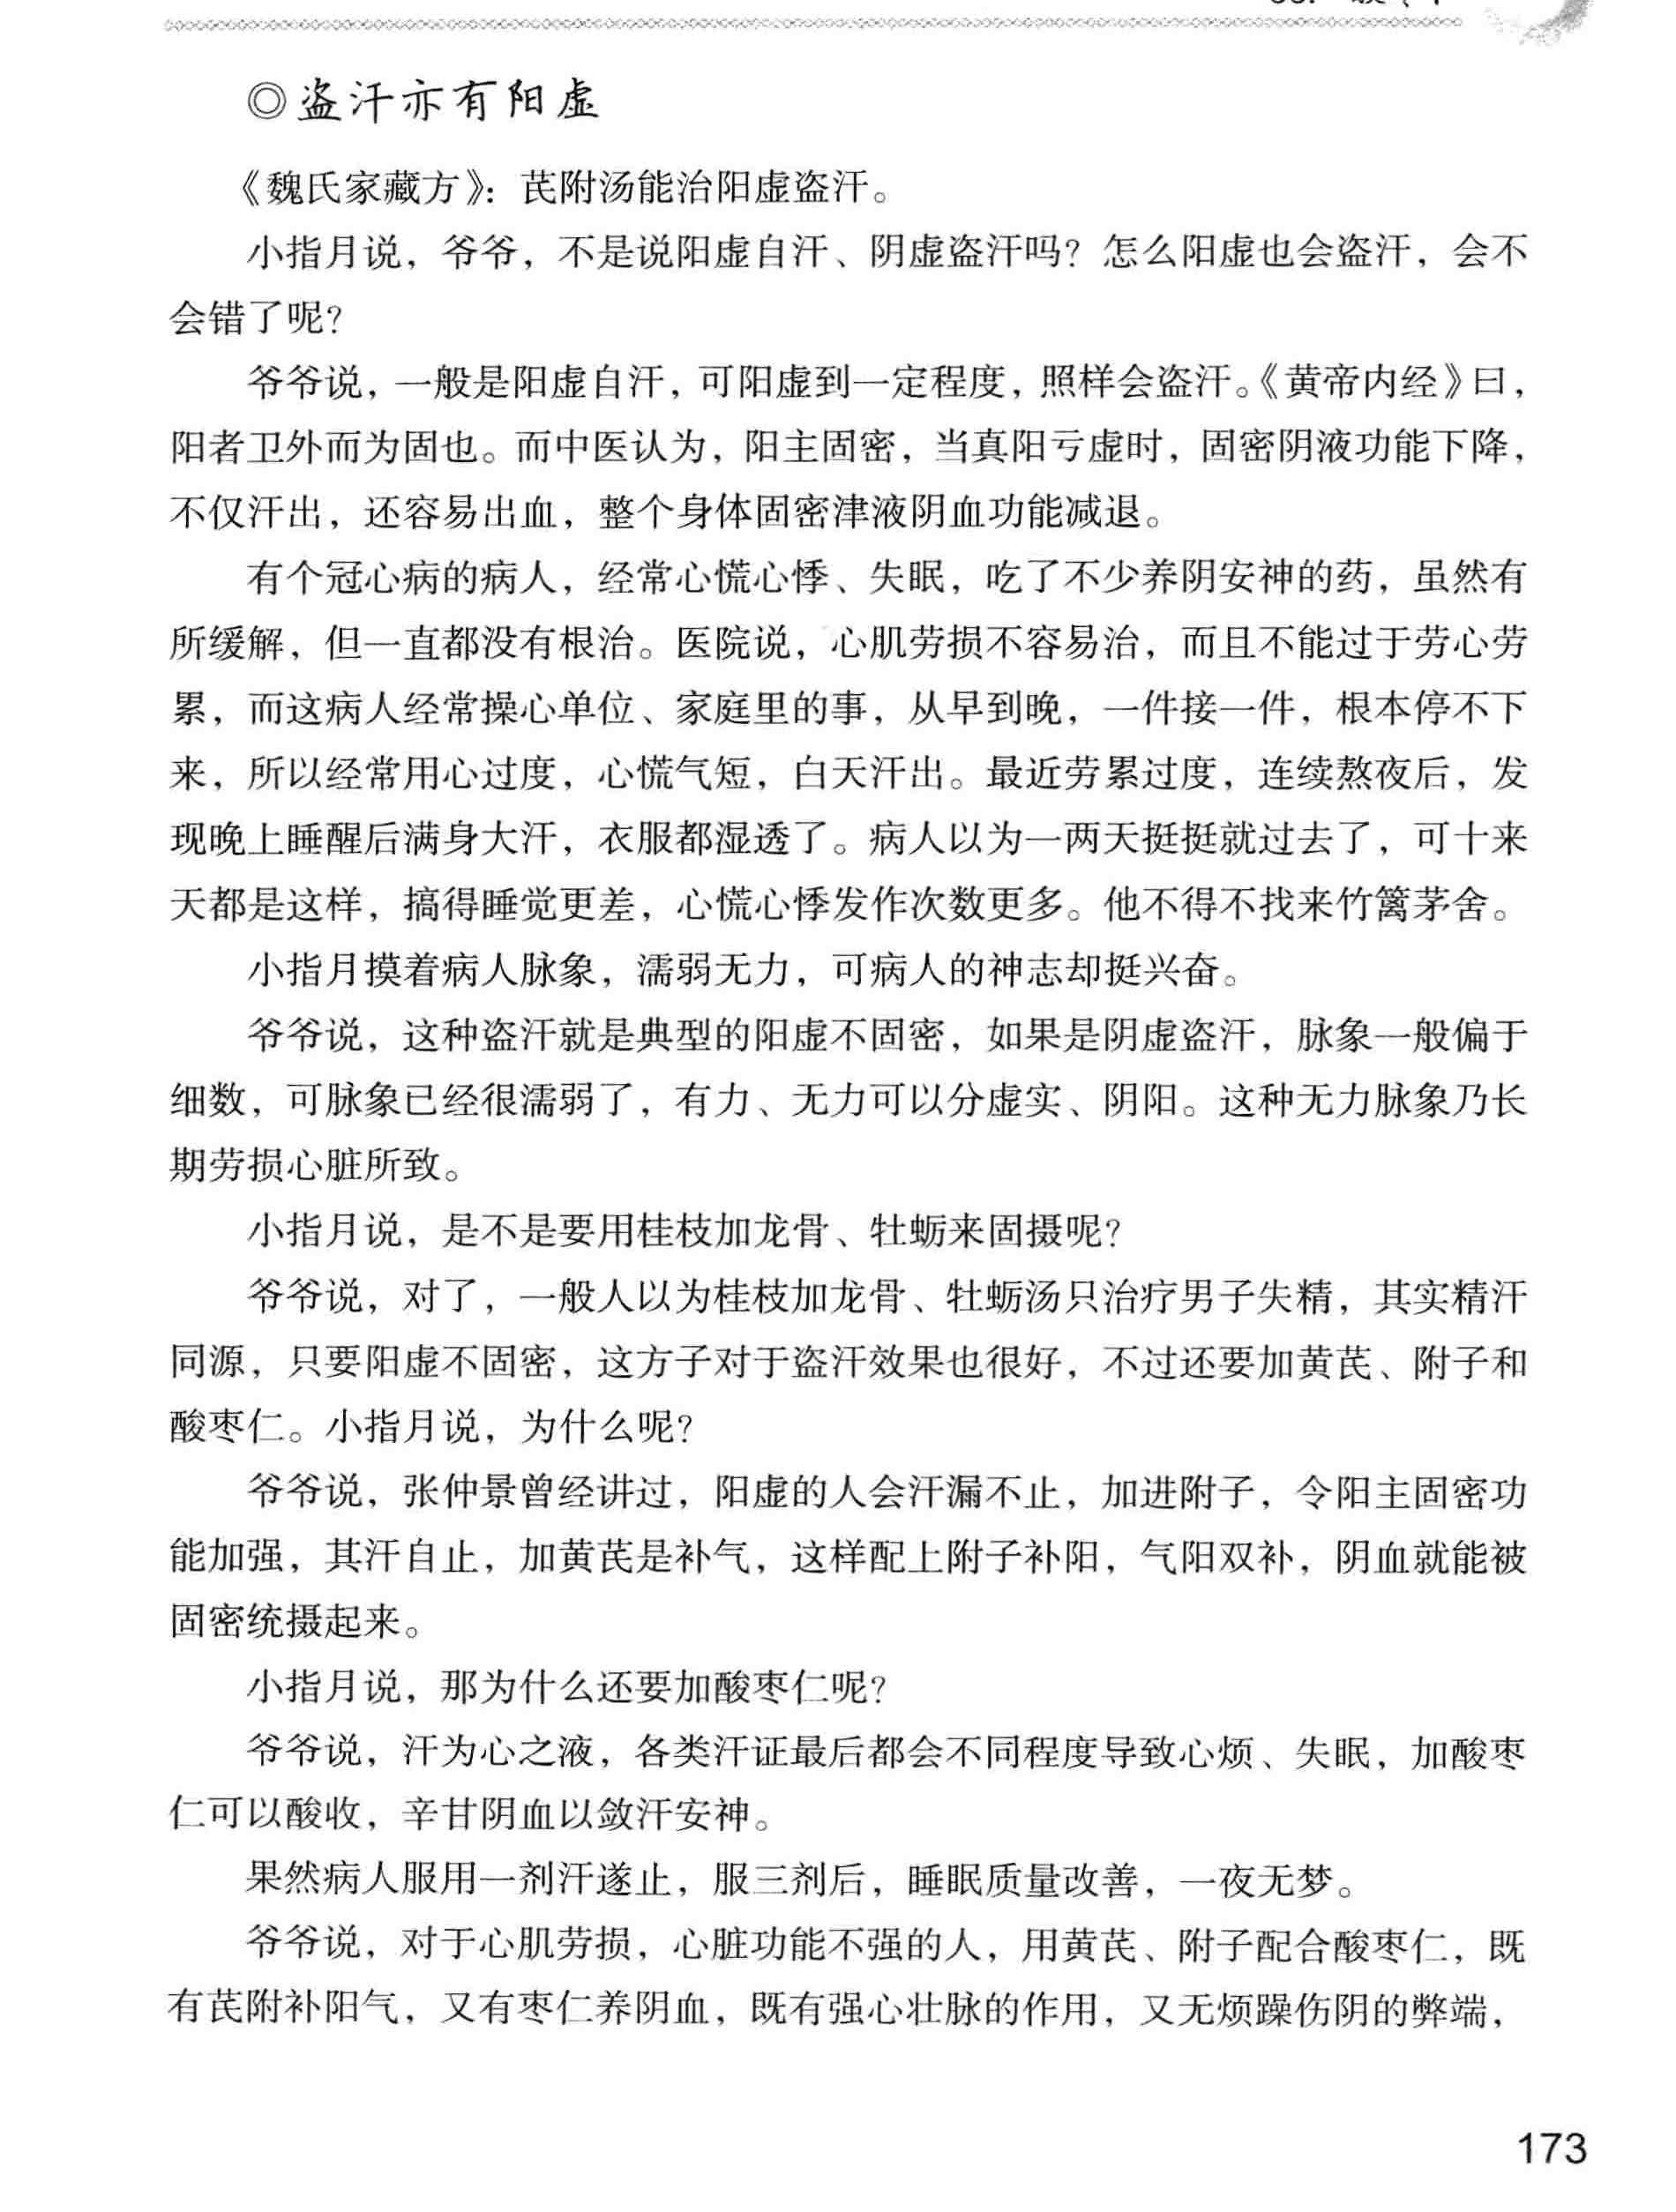 ◎盗汗亦有阳虚
《魏氏家藏方》：芪附汤能治阳虚盗汗。
小指月说，爷爷，不是说阳虚自汗、阴虚盗汗吗？怎么阳虚也会盗汗，会不
会错了呢？
爷爷说，一般是阳虚自汗，可阳虚到一定程度，照样会盗汗。《黄帝内经》曰，
阳者卫外而为固也。而中医认为，阳主固密，当真阳亏虚时，固密阴液功能下降，
不仅汗出，还容易出血，整个身体固密津液阴血功能减退。
有个冠心病的病人，经常心慌心悸、失眠，吃了不少养阴安神的药，虽然有
所缓解，但一直都没有根治。医院说，心肌劳损不容易治，而且不能过于劳心劳
累，而这病人经常操心单位、家庭里的事，从早到晚，一件接一件，根本停不下
来，所以经常用心过度，心慌气短，白天汗出。最近劳累过度，连续熬夜后，发
现晚上睡醒后满身大汗，衣服都湿透了。病人以为一两天挺挺就过去了，可十来
天都是这样，搞得睡觉更差，心慌心悸发作次数更多。他不得不找来竹篱茅舍。
小指月摸着病人脉象，濡弱无力，可病人的神志却挺兴奋。
爷爷说，这种盗汗就是典型的阳虚不固密，如果是阴虚盗汗，脉象一般偏于
细数，可脉象已经很濡弱了，有力、无力可以分虚实、阴阳。这种无力脉象乃长
期劳损心脏所致。
小指月说，是不是要用桂枝加龙骨、牡蛎来固摄呢？
爷爷说，对了，一般人以为桂枝加龙骨、牡蛎汤只治疗男子失精，其实精汗
同源，只要阳虚不固密，这方子对于盗汗效果也很好，不过还要加黄芪、附子和
酸枣仁。小指月说，为什么呢？
爷爷说，张仲景曾经讲过，阳虚的人会汗漏不止，加进附子，令阳主固密功
能加强，其汗自止，加黄芪是补气，这样配上附子补阳，气阳双补，阴血就能被
固密统摄起来。
小指月说，那为什么还要加酸枣仁呢？
爷爷说，汗为心之液，各类汗证最后都会不同程度导致心烦、失眠，加酸枣
仁可以酸收，辛甘阴血以敛汗安神。
果然病人服用一剂汗遂止，服三剂后，睡眠质量改善，一夜无梦。
爷爷说，对于心肌劳损，心脏功能不强的人，用黄芪、附子配合酸枣仁，既
有芪附补阳气，又有枣仁养阴血，既有强心壮脉的作用，又无烦躁伤阴的弊端，
173